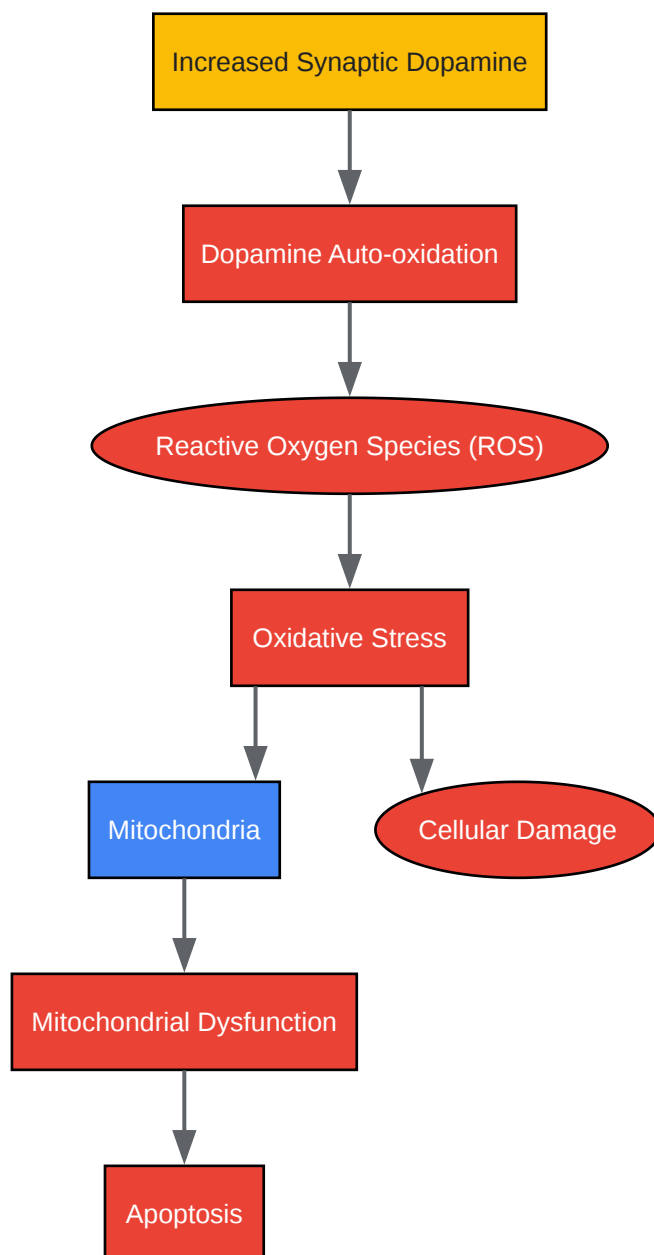 Increased Synaptic Dopamine
Dopamine Auto-oxidation
Reactive Oxygen Species (ROS)
Oxidative Stress
Mitochondria
Cellular Damage
Mitochondrial Dysfunction
Apoptosis